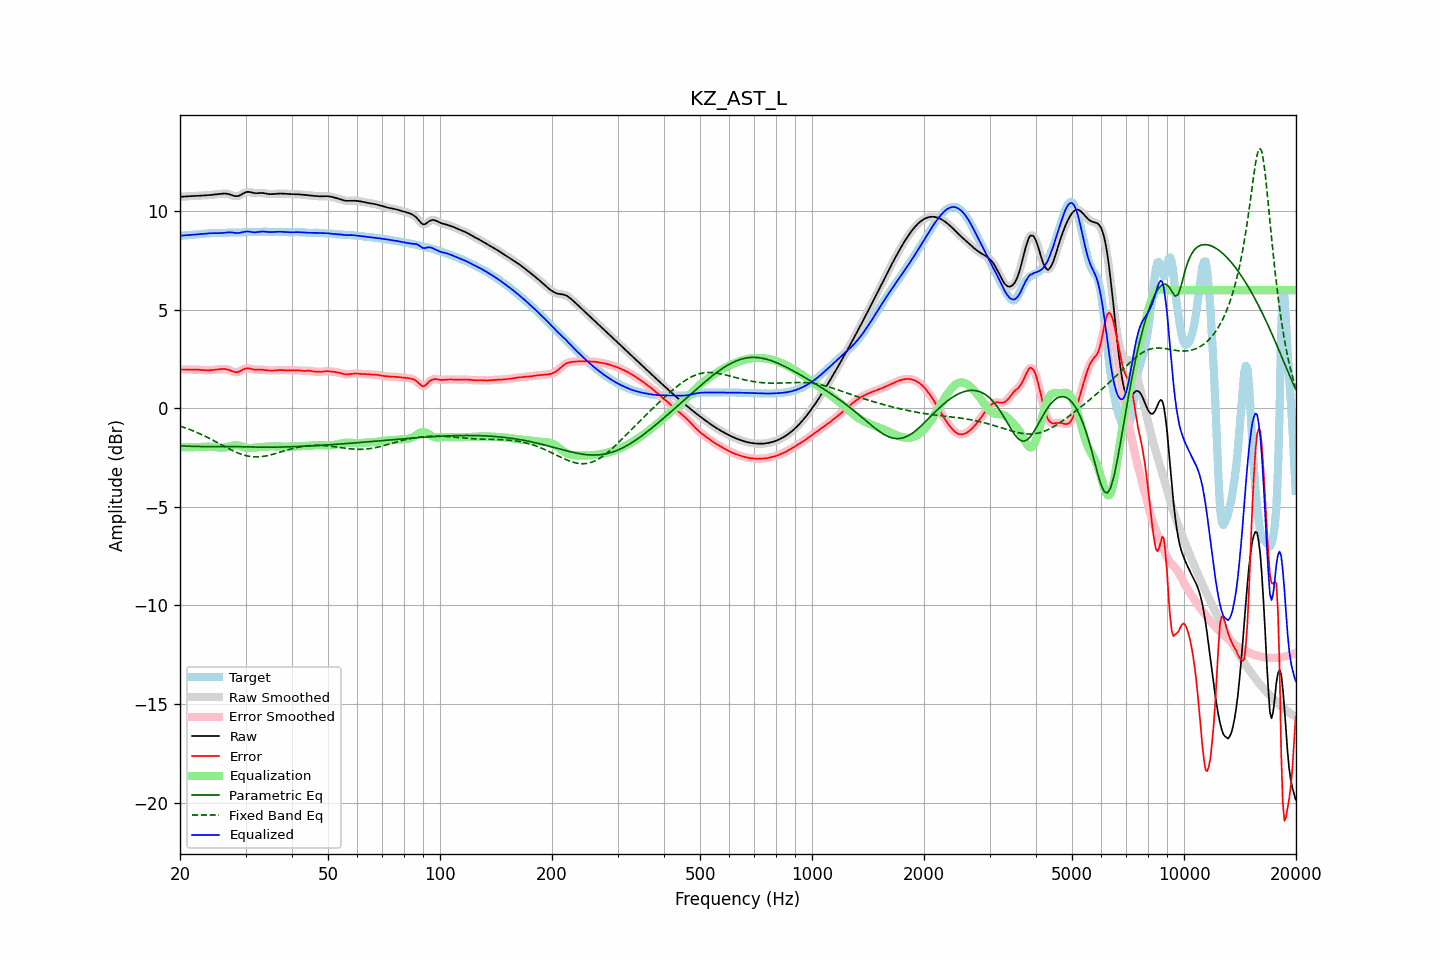 KZ_AST_L
Amplitude (dBr)
10
5
0
−5
−10
−15
−20
Target
Raw Smoothed
Error Smoothed
Raw
Error
Equalization
Parametric Eq
Fixed Band Eq
Equalized
20 50 100 200 500 1000 2000 5000 10000 20000
Frequency (Hz)